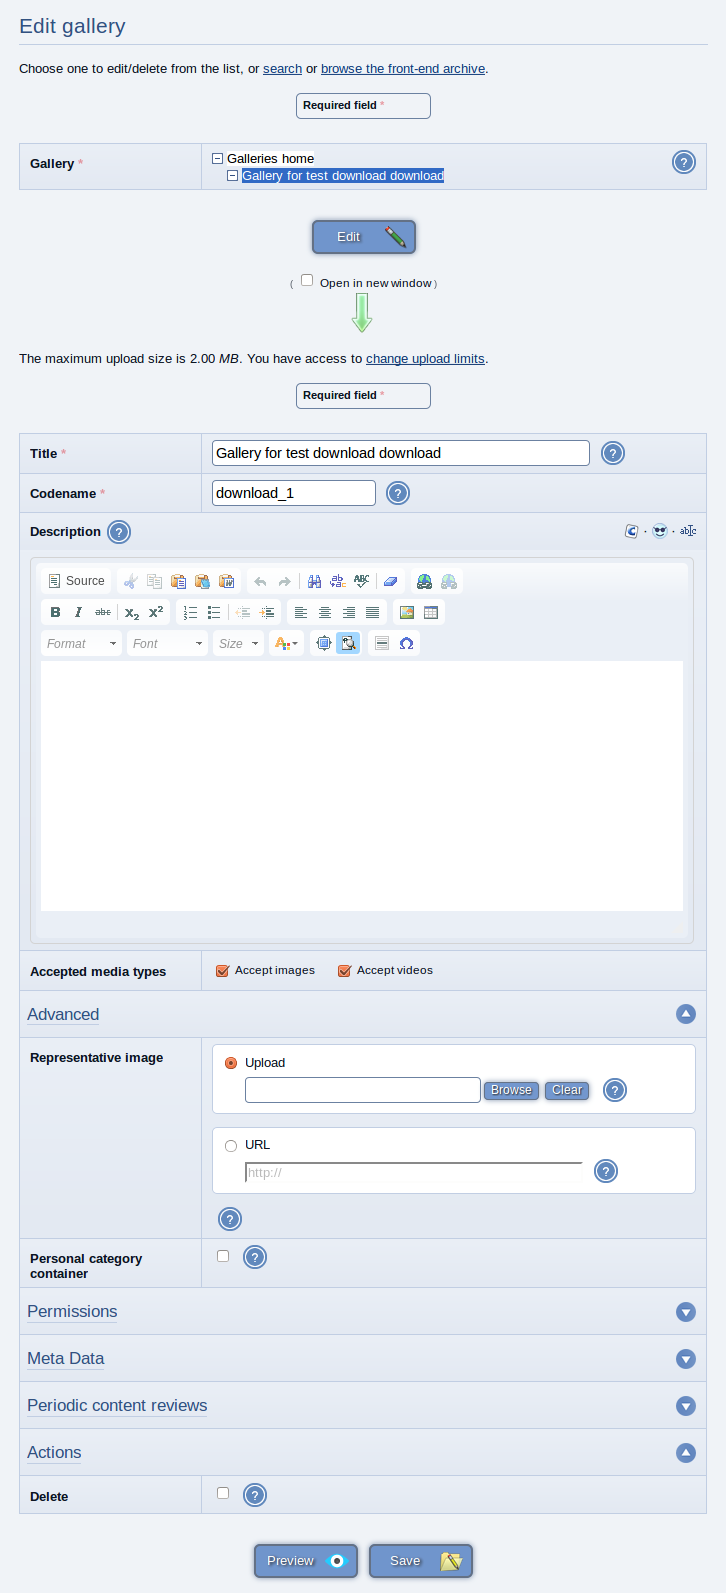 Edit gallery
Choose one to edit/delete from the list, or search or browse the front-end archive.
Required field *
Gallery *
Galleries home
Gallery for test download download
Edit
( Open in new window )
The maximum upload size is 2.00 MB. You have access to change upload limits.
Required field *
Title * Gallery for test download download
Codename * download_1
Description
Source
Format Font Size
Accepted media types Accept images Accept videos
Advanced
Representative image
Upload
Browse Clear
URL
http://
Personal category
container
Permissions
Meta Data
Periodic content reviews
Actions
Delete
Preview Save